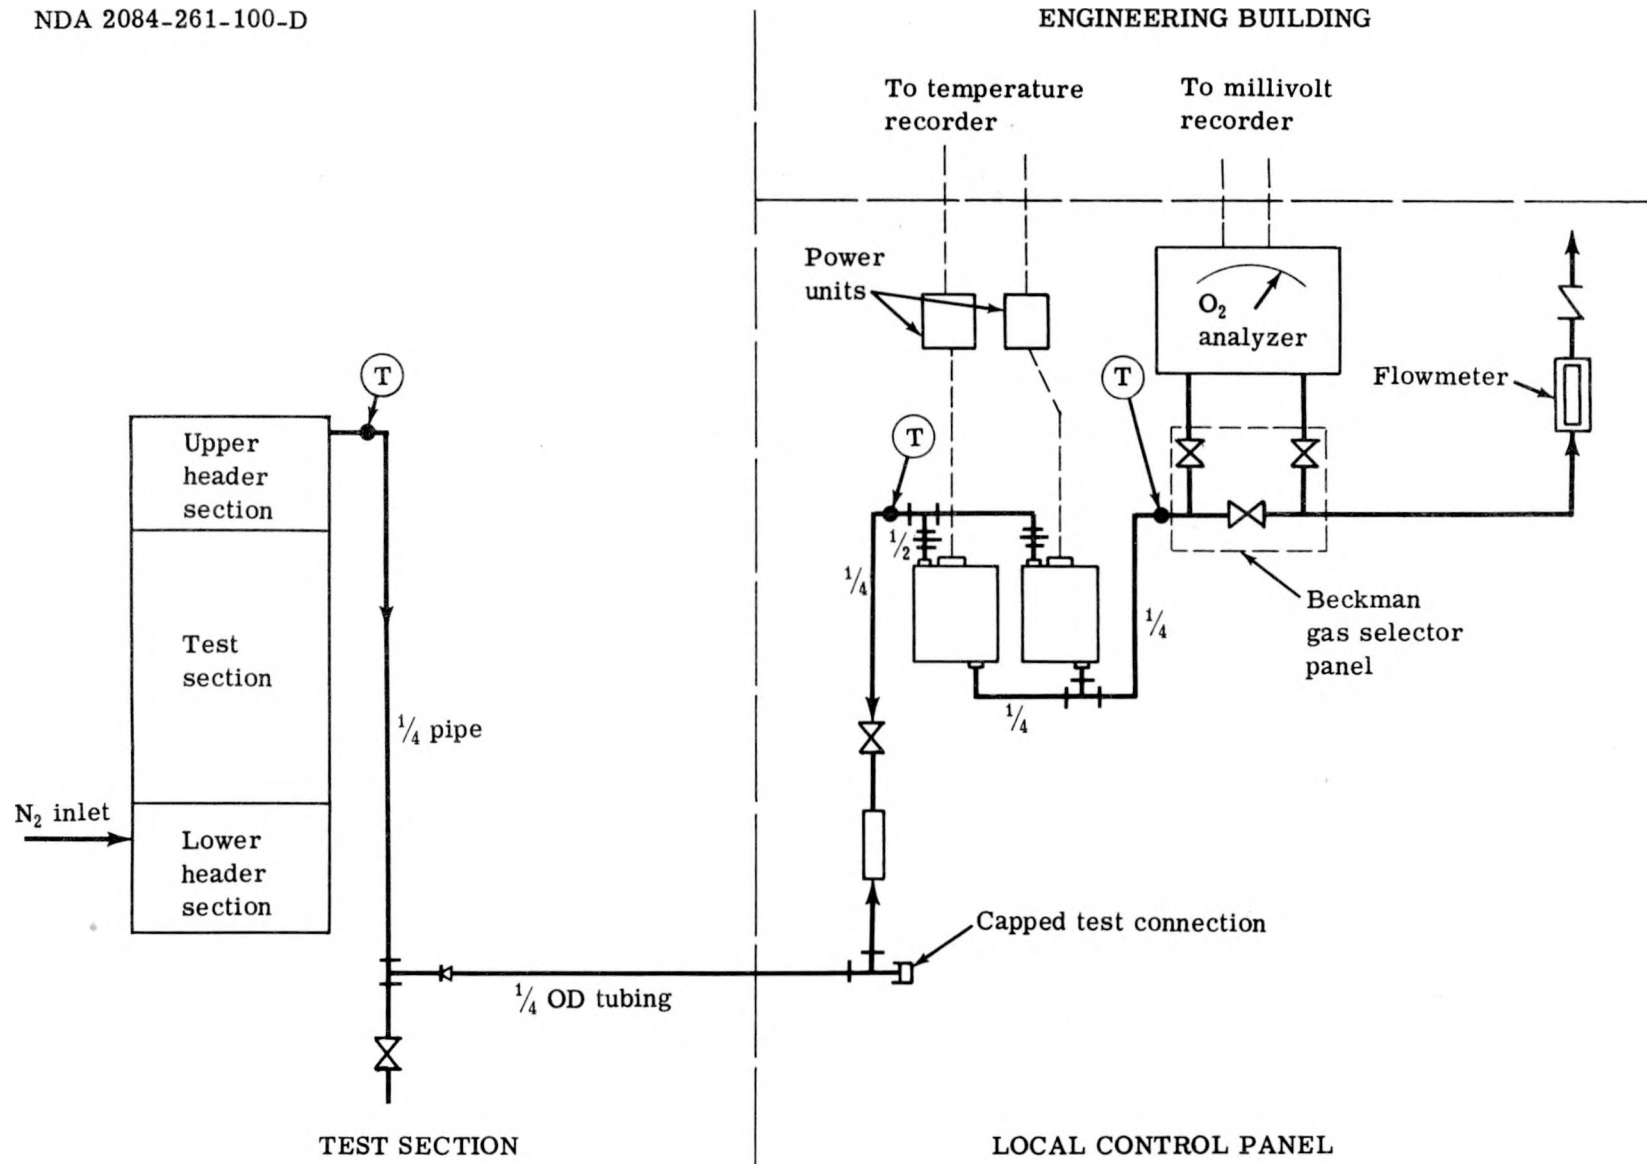 NDA 2084-261-100-D
ENGINEERING BUILDING
To temperature
recorder
To millivolt
recorder
Power
units
O₂
analyzer
Flowmeter
T
T
T
Upper
header
section
Test
section
Lower
header
section
N₂ inlet
¼ pipe
¼ OD tubing
½
¼
¼
¼
Beckman
gas selector
panel
Capped test connection
TEST SECTION
LOCAL CONTROL PANEL